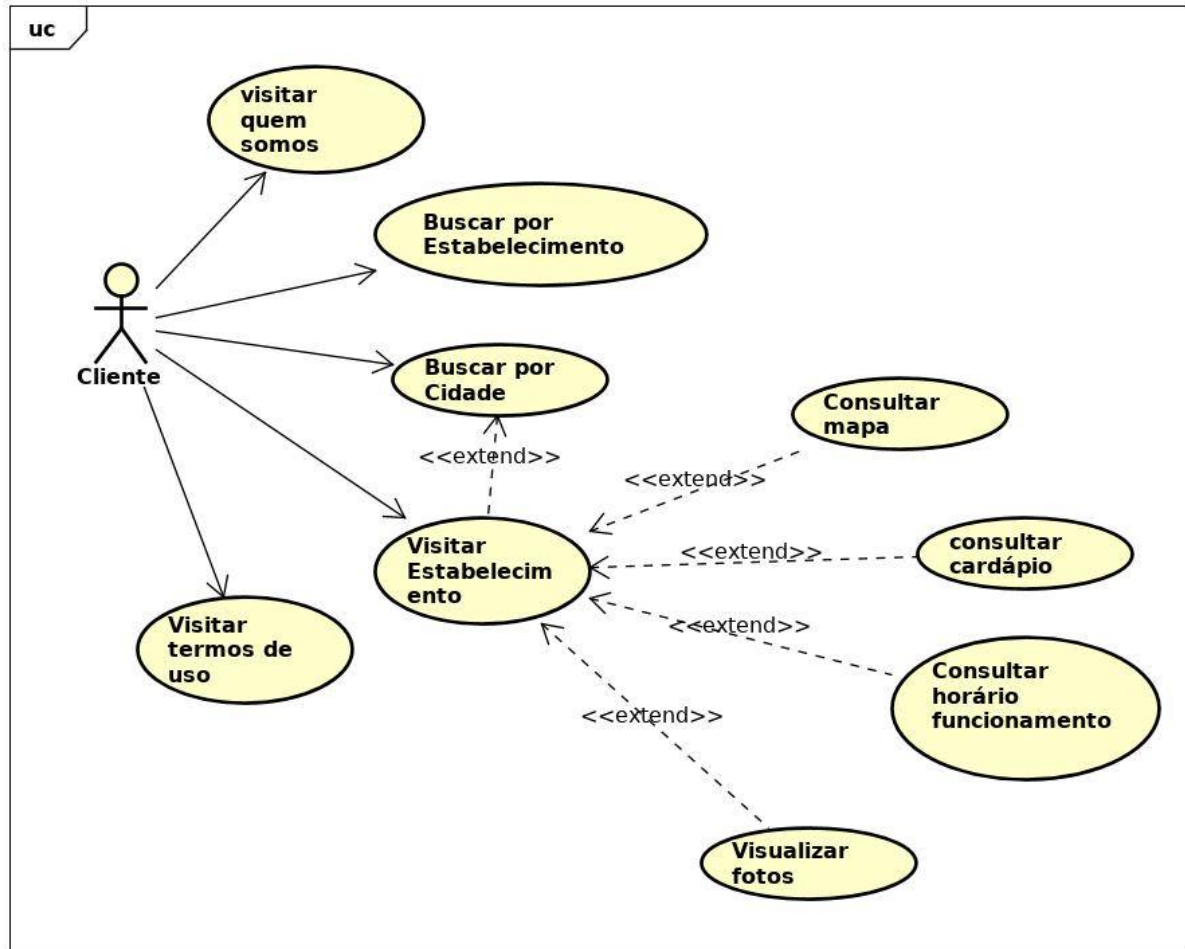 uc
visitar
quem
somos
Buscar por
Estabelecimento
Cliente
Buscar por
Cidade
Consultar
mapa
<<extend>>
<<extend>>
Visitar
Estabelecim
ento
<<extend>>
consultar
cardápio
Visitar
termos de
uso
<<extend>>
Consultar
horário
funcionamento
<<extend>>
Visualizar
fotos